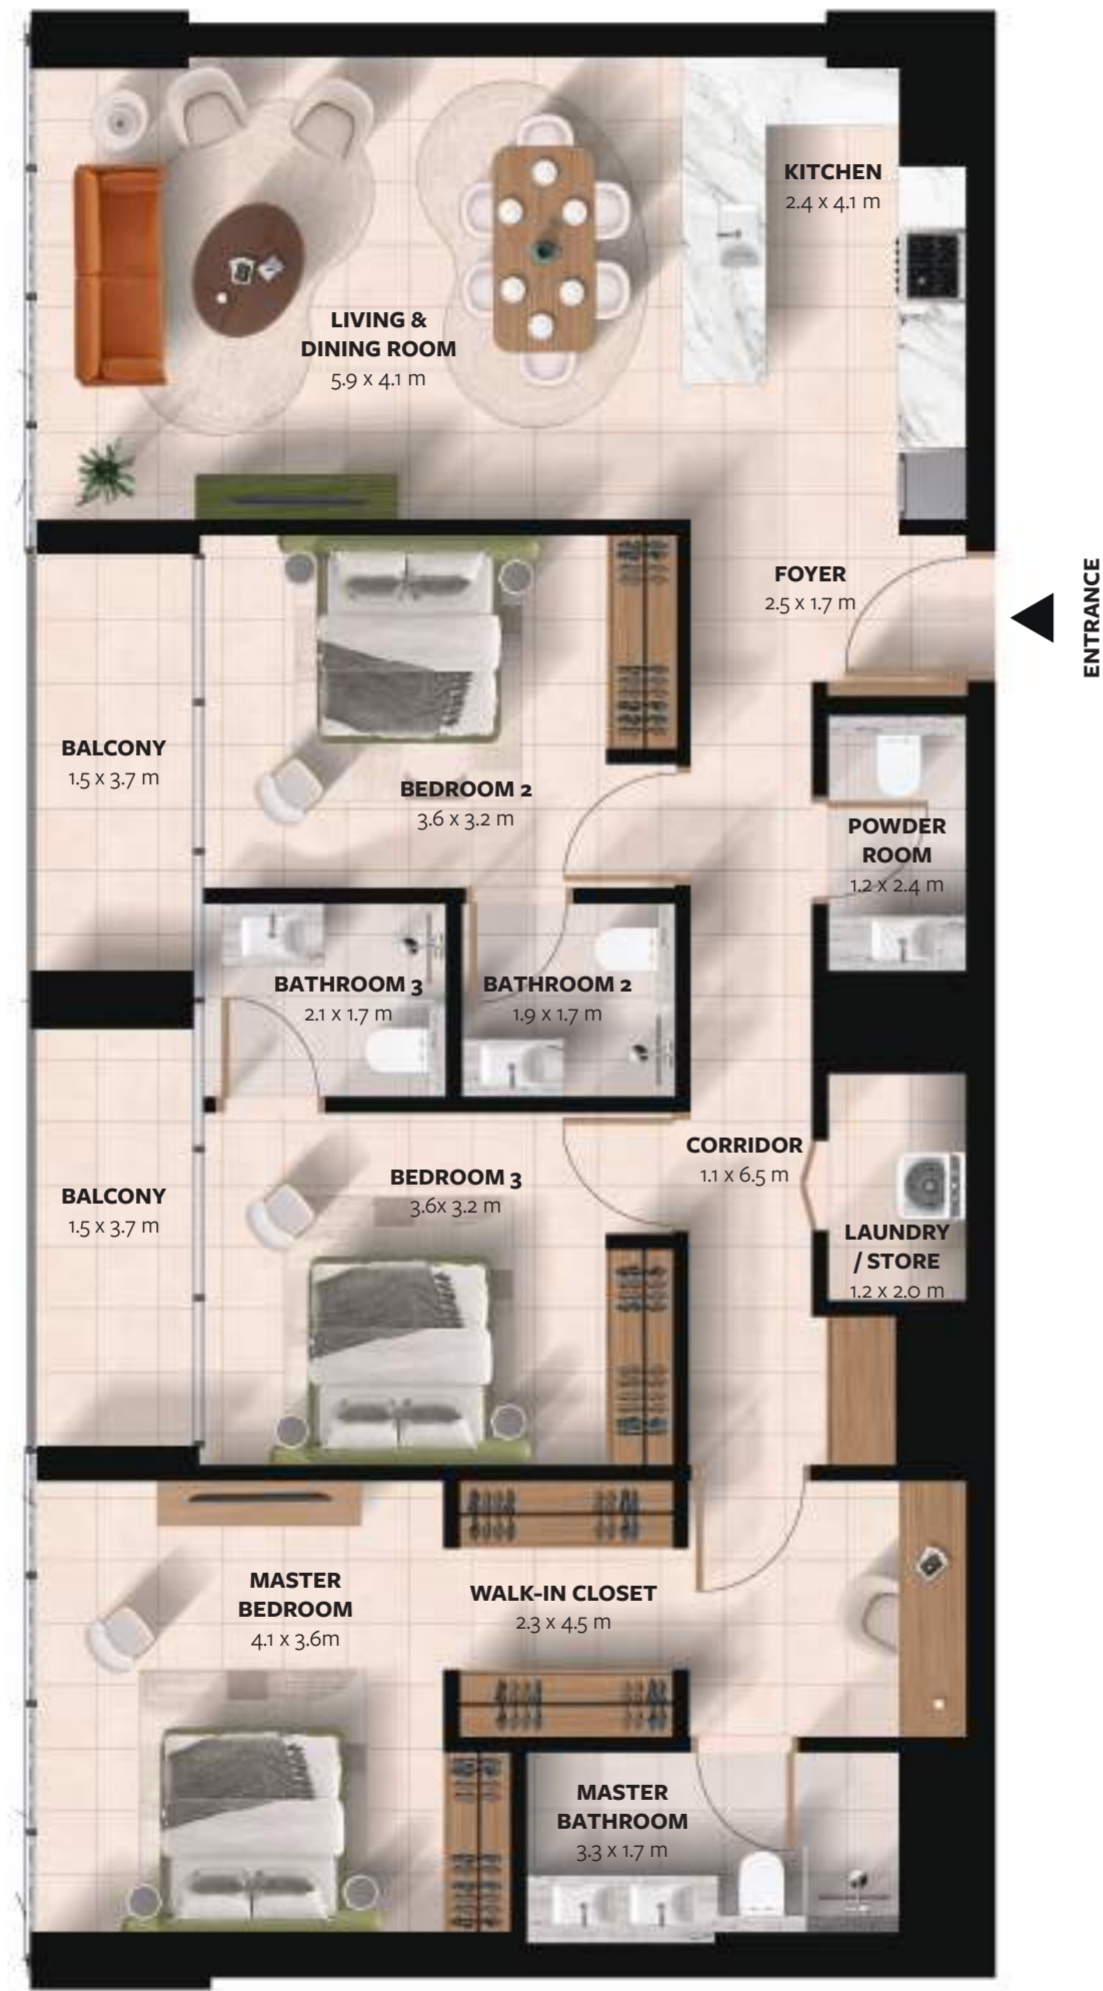 KITCHEN
2.4 x 4.1 m
LIVING &
DINING ROOM
5.9 x 4.1 m
FOYER
2.5 x 1.7 m
ENTRANCE
BALCONY
1.5 x 3.7 m
BEDROOM 2
3.6 x 3.2 m
POWDER
ROOM
1.2 x 2.4 m
BATHROOM 3
2.1 x 1.7 m
BATHROOM 2
1.9 x 1.7 m
CORRIDOR
1.1 x 6.5 m
BEDROOM 3
3.6x 3.2 m
BALCONY
1.5 x 3.7 m
LAUNDRY
/ STORE
1.2 x 2.0 m
MASTER
BEDROOM
4.1 x 3.6m
WALK-IN CLOSET
2.3 x 4.5 m
MASTER
BATHROOM
3.3 x 1.7 m